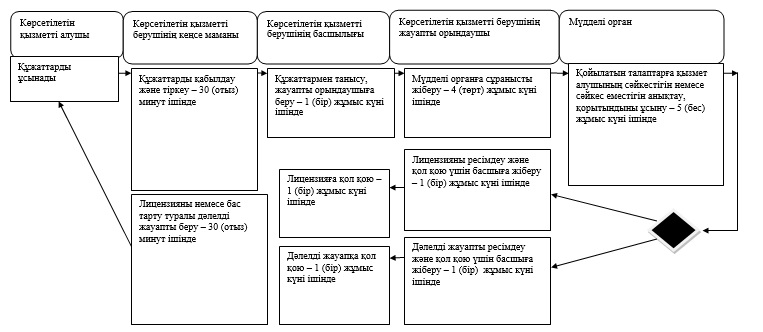 Көрсетілетін
қызметті алушы
Көрсетілетін қызметті
берушінің кеңсе маманы
Көрсетілетін қызметті
берушінің басшылығы
Көрсетілетін қызметті берушінің
жауапты орындаушы
Мүдделі орган
Құжаттарды
ұсынады
Құжаттарды қабылдау
және тіркеу – 30 (отыз)
минут ішінде
Құжаттармен танысу,
жауапты орындаушыға
беру – 1 (бір) жұмыс күні
ішінде
Мүдделі органға сұранысты
жіберу – 4 (төрт) жұмыс күні
ішінде
Қойылатын талаптарға қызмет
алушының сәйкестігін немесе
сәйкес еместігін анықтау,
қорытындыны ұсыну – 5 (бес)
жұмыс күні ішінде
Лицензияны ресімдеу және
қол қою үшін басшыға жіберу
– 1 (бір) жұмыс күні ішінде
Лицензияға қол қою –
1 (бір) жұмыс күні
ішінде
Лицензияны немесе бас
тарту туралы дәлелді
жауапты беру – 30 (отыз)
минут ішінде
Дәлелді жауапты ресімдеу
және қол қою үшін басшыға
жіберу – 1 (бір) жұмыс күні
ішінде
Дәлелді жауапқа қол
қою – 1 (бір) жұмыс
күні ішінде